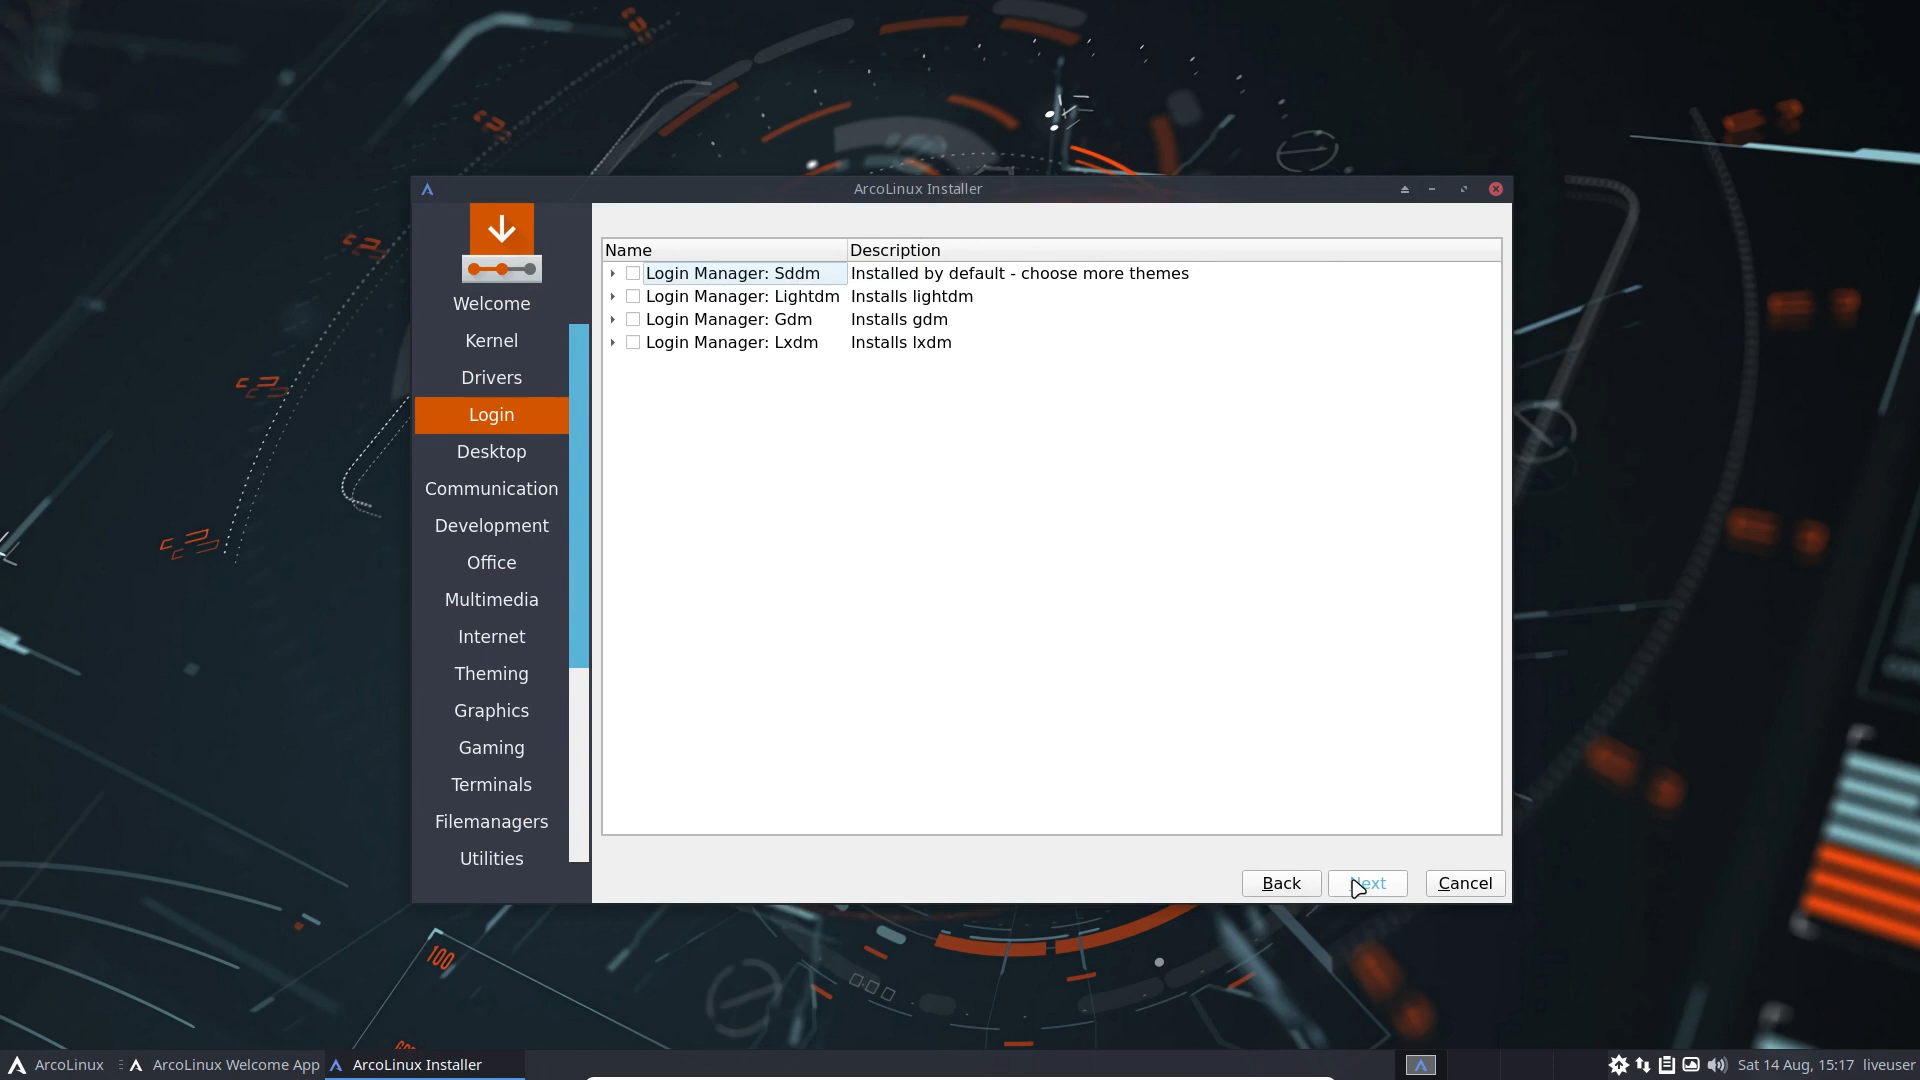 ArcoLinux Installer
Welcome
Kernel
Drivers
Login
Desktop
Communication
Development
Office
Multimedia
Internet
Theming
Graphics
Gaming
Terminals
Filemanagers
Utilities
Name Description
Login Manager: Sddm Installed by default - choose more themes
Login Manager: Lightdm Installs lightdm
Login Manager: Gdm Installs gdm
Login Manager: Lxdm Installs lxdm
Back Next Cancel
100
ArcoLinux ArcoLinux Welcome App ArcoLinux Installer Sat 14 Aug, 15:17 liveuser